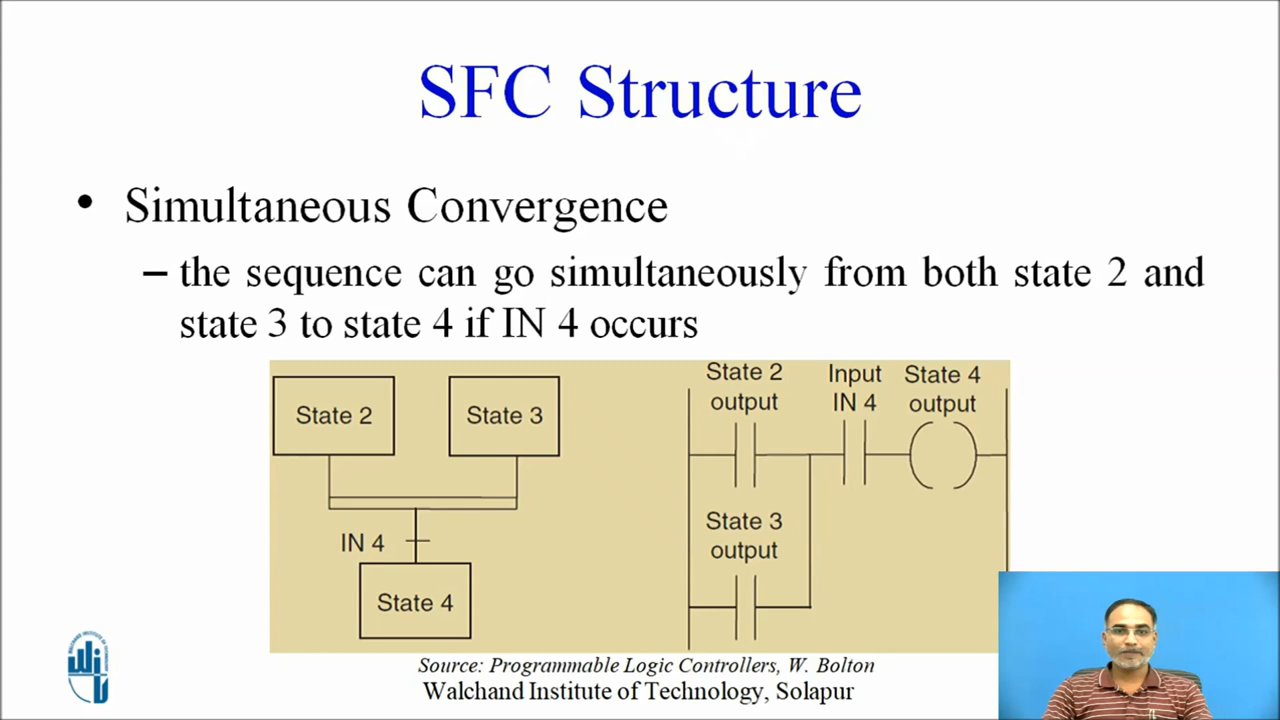 SFC Structure
• Simultaneous Convergence
– the sequence can go simultaneously from both state 2 and
state 3 to state 4 if IN 4 occurs
State 2
State 3
IN 4
State 4
State 2
output
Input
IN 4
State 4
output
State 3
output
Source: Programmable Logic Controllers, W. Bolton
Walchand Institute of Technology, Solapur